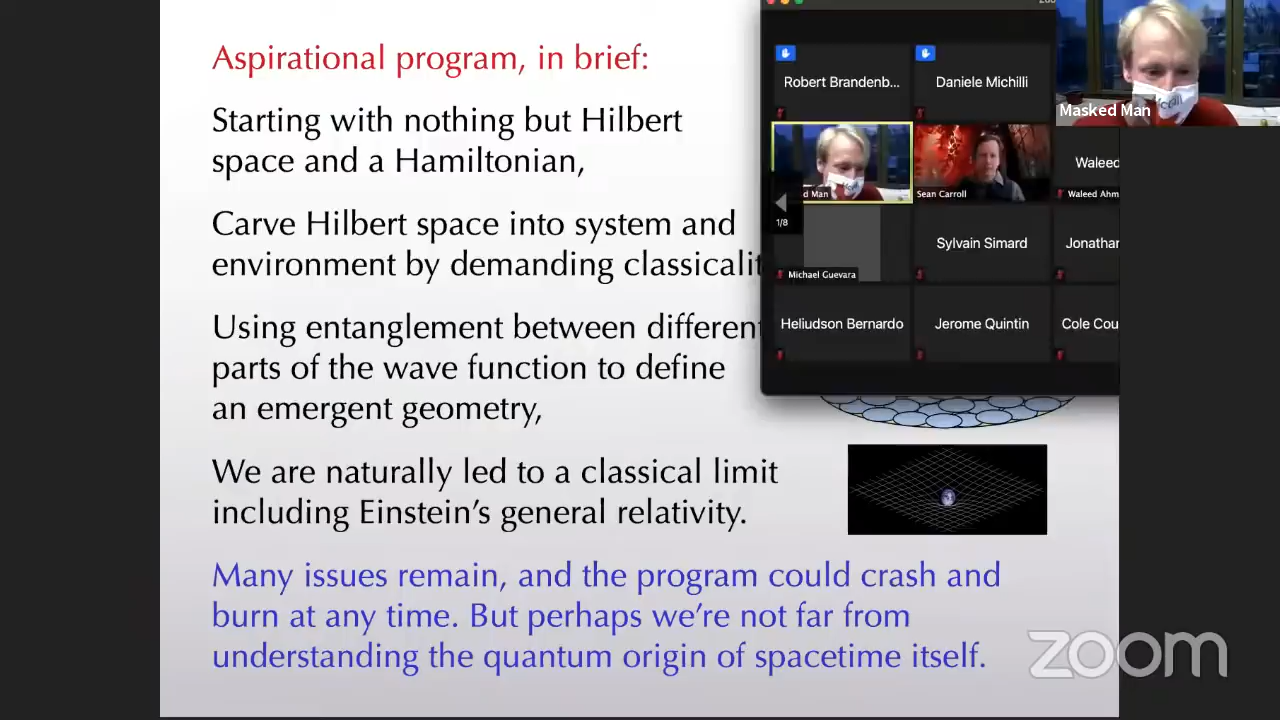 Aspirational program, in brief:
Starting with nothing but Hilbert
space and a Hamiltonian,
Carve Hilbert space into system and
environment by demanding classicalit
Using entanglement between different
parts of the wave function to define
an emergent geometry,
We are naturally led to a classical limit
including Einstein's general relativity.
Many issues remain, and the program could crash and
burn at any time. But perhaps we're not far from
understanding the quantum origin of spacetime itself.
Robert Brandenb...
Daniele Michilli
d Man
Sean Carroll
Waleed
Waleed Ahm
1/8
Michael Guevara
Sylvain Simard
Jonathan
Heliudson Bernardo
Jerome Quintin
Cole Cou
Masked Man
zoom